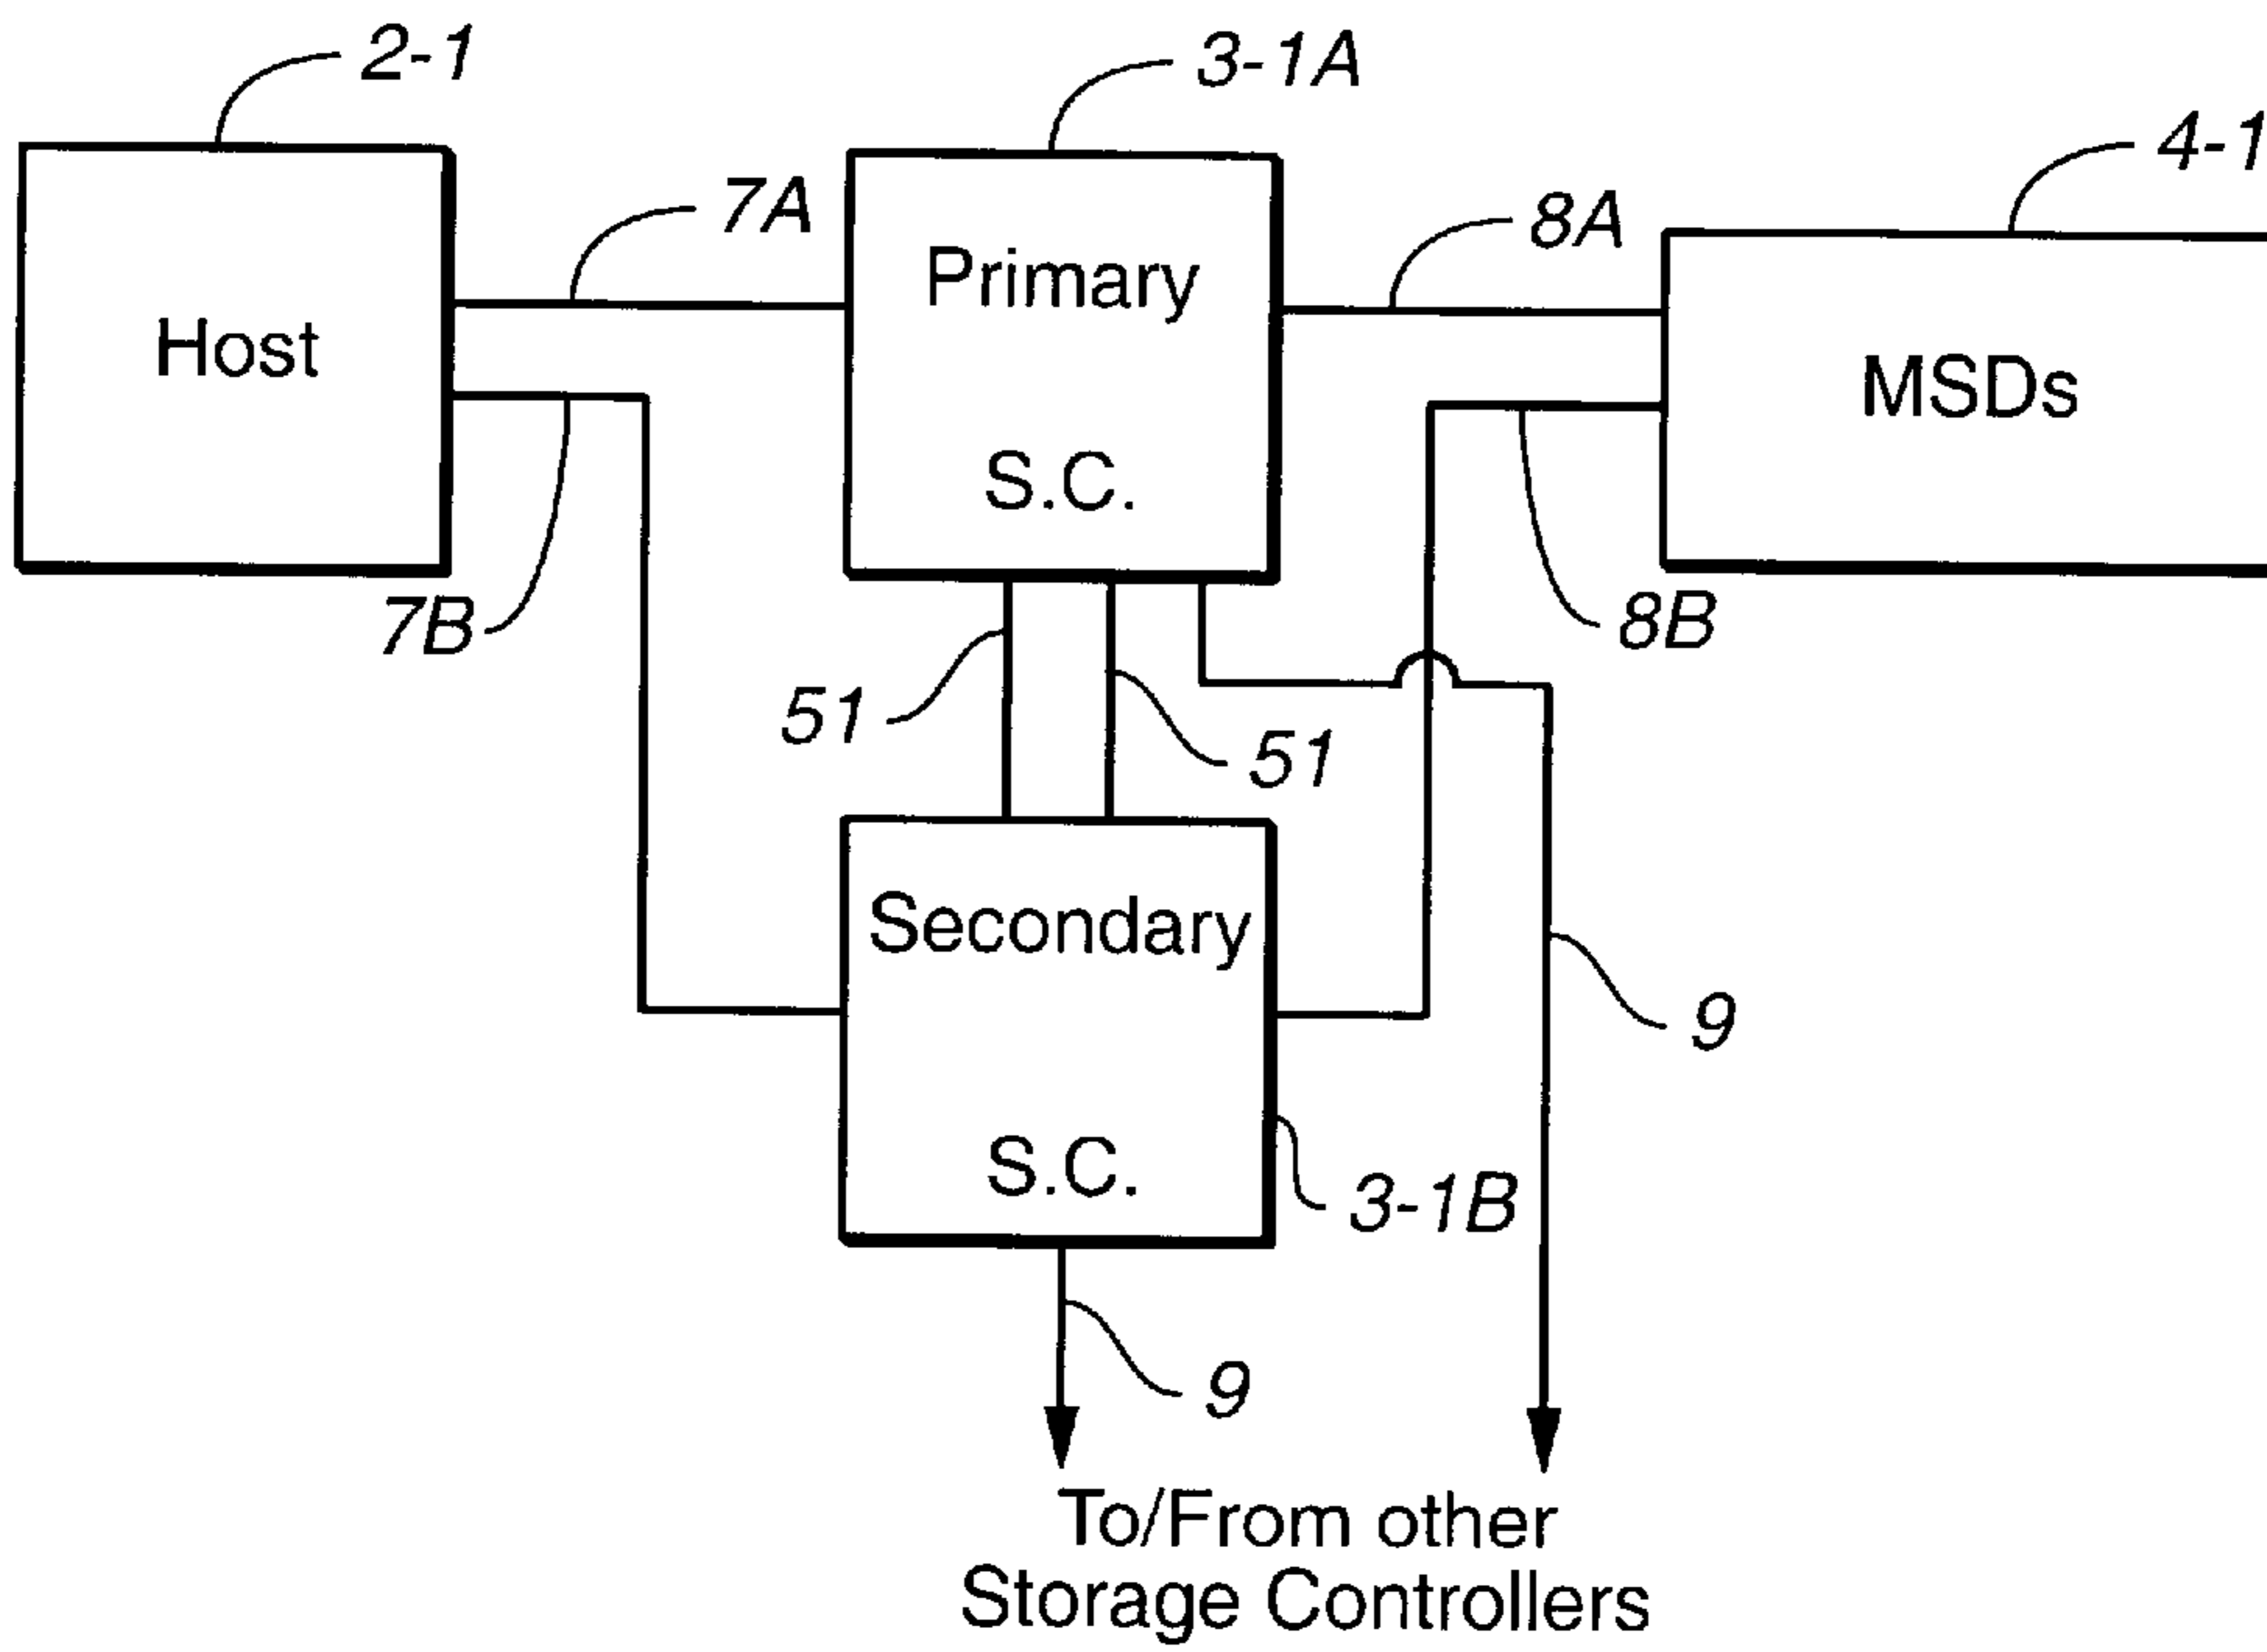 2-1
3-1A
4-1
7A
8A
Host
Primary
S.C.
MSDs
7B
8B
51
51
Secondary
S.C.
9
3-1B
9
To/From other
Storage Controllers